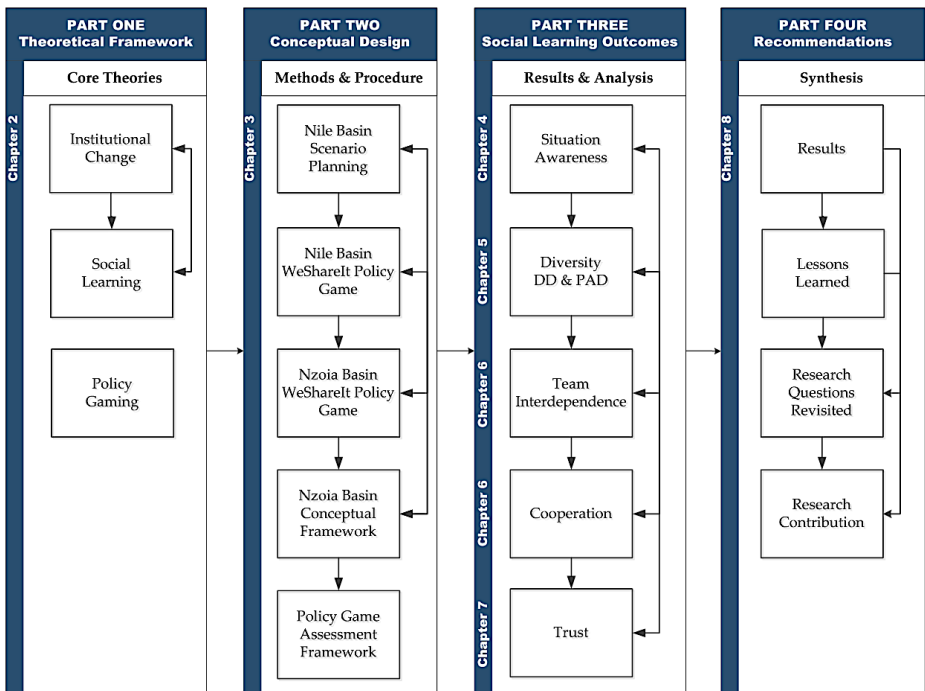 PART ONE
Theoretical Framework
Core Theories
Chapter 2
Institutional
Change
Social
Learning
Policy
Gaming
PART TWO
Conceptual Design
Methods & Procedure
Chapter 3
Nile Basin
Scenario
Planning
Nile Basin
WeShareIt Policy
Game
Nzoia Basin
WeShareIt Policy
Game
Nzoia Basin
Conceptual
Framework
Policy Game
Assessment
Framework
PART THREE
Social Learning Outcomes
Results & Analysis
Chapter 4
Situation
Awareness
Chapter 5
Diversity
DD & PAD
Chapter 6
Team
Interdependence
Chapter 6
Cooperation
Chapter 7
Trust
PART FOUR
Recommendations
Synthesis
Chapter 8
Results
Lessons
Learned
Research
Questions
Revisited
Research
Contribution